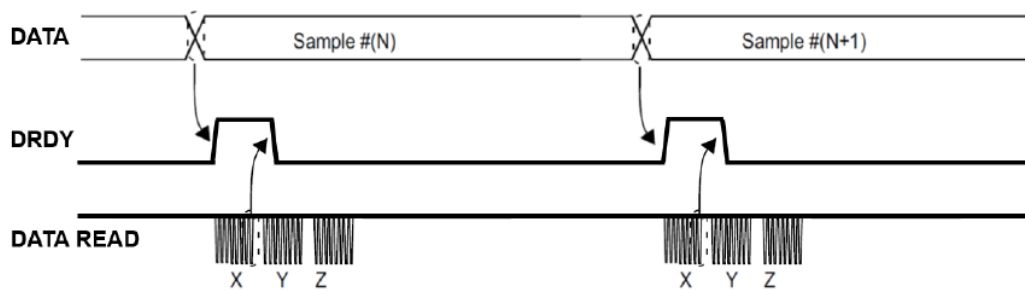 DATA Sample #(N) Sample #(N+1)
DRDY
DATA READ
X Y Z X Y Z